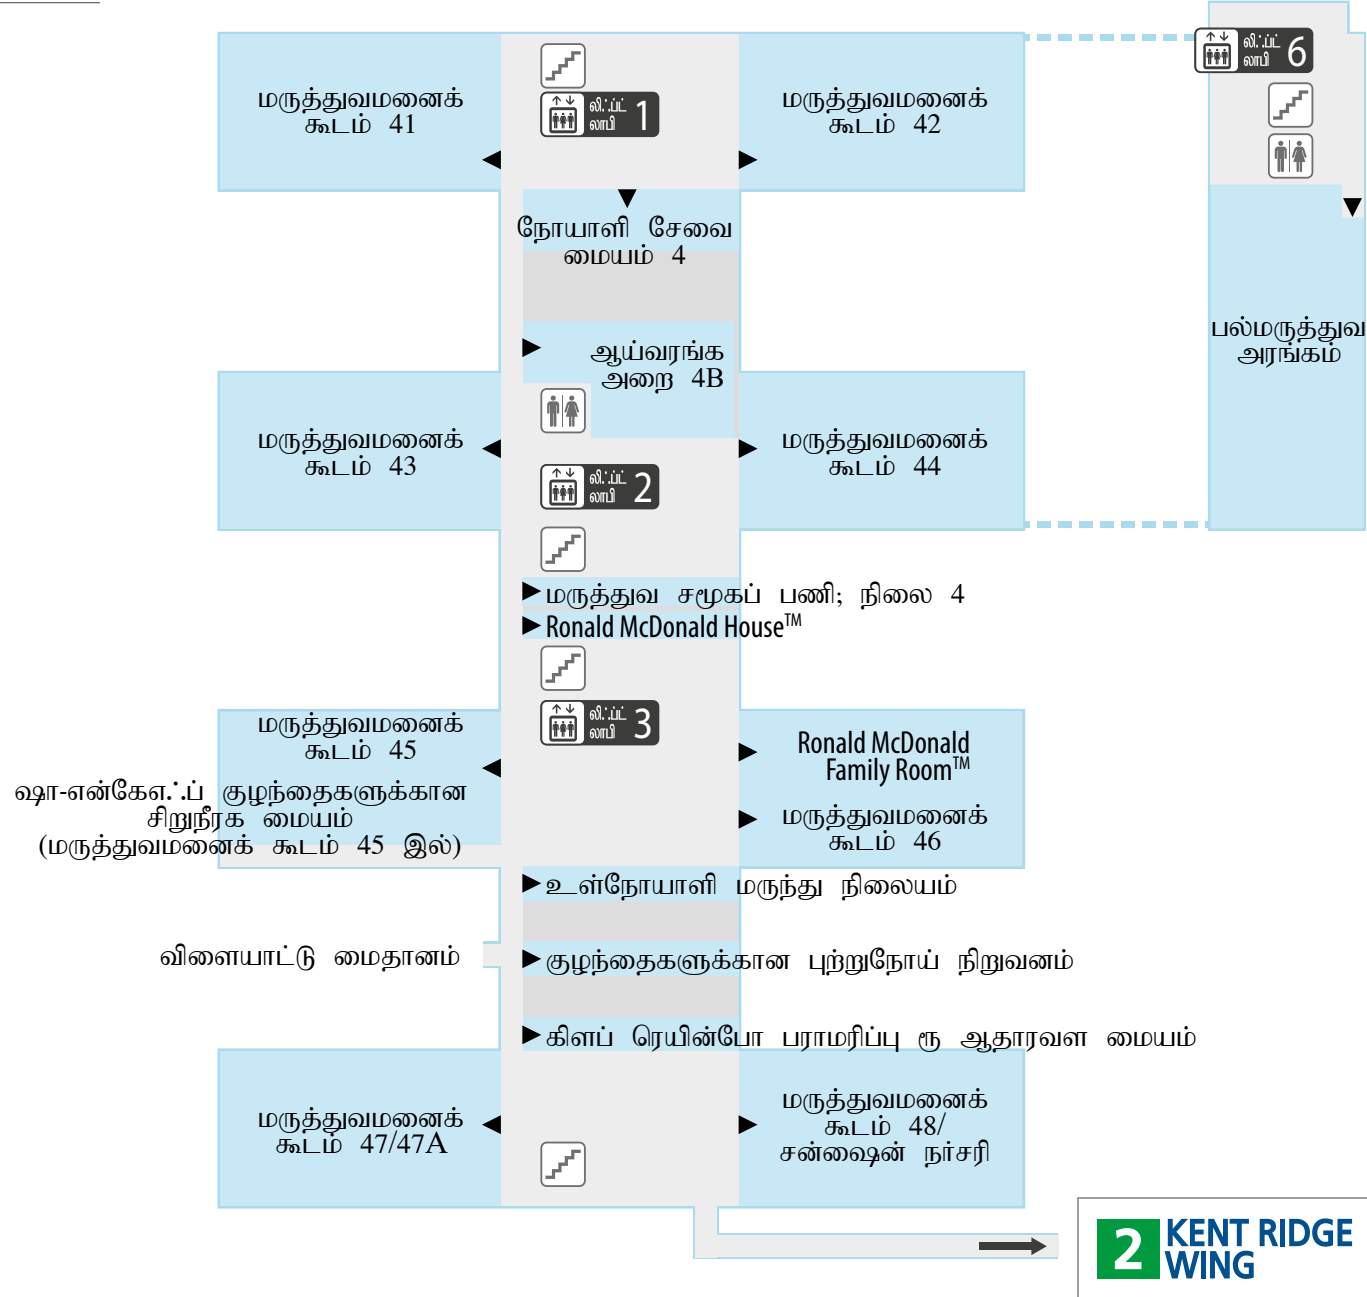 மருத்துவமனைக்
கூடம் 41
லிஃப்ட்
லாபி 1
மருத்துவமனைக்
கூடம் 42
லிஃப்ட்
லாபி 6
நோயாளி சேவை
மையம் 4
ஆய்வரங்க
அறை 4B
பல்மருத்துவ
அரங்கம்
மருத்துவமனைக்
கூடம் 43
லிஃப்ட்
லாபி 2
மருத்துவமனைக்
கூடம் 44
மருத்துவ சமூகப் பணி; நிலை 4
Ronald McDonald House™
மருத்துவமனைக்
கூடம் 45
ஷா-என்கேஎஃப் குழந்தைகளுக்கான
சிறுநீரக மையம்
(மருத்துவமனைக் கூடம் 45 இல்)
லிஃப்ட்
லாபி 3
Ronald McDonald
Family Room™
மருத்துவமனைக்
கூடம் 46
உள்நோயாளி மருந்து நிலையம்
விளையாட்டு மைதானம்
குழந்தைகளுக்கான புற்றுநோய் நிறுவனம்
கிளப் ரெயின்போ பராமரிப்பு ரூ ஆதாரவள மையம்
மருத்துவமனைக்
கூடம் 47/47A
மருத்துவமனைக்
கூடம் 48/
சன்ஷைன் நர்சரி
2 KENT RIDGE
WING